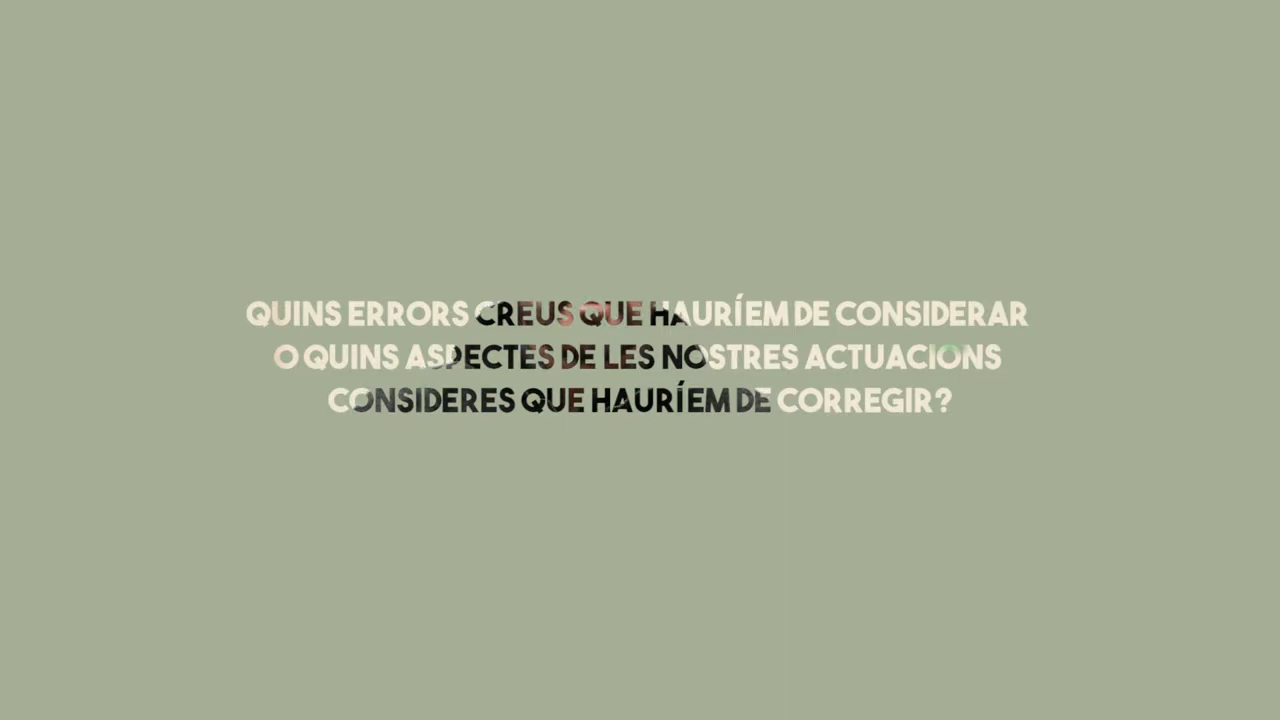 QUINS ERRORS CREUS QUE HAURÍEM DE CONSIDERAR
O QUINS ASPECTES DE LES NOSTRES ACTUACIONS
CONSIDERES QUE HAURÍEM DE CORREGIR?